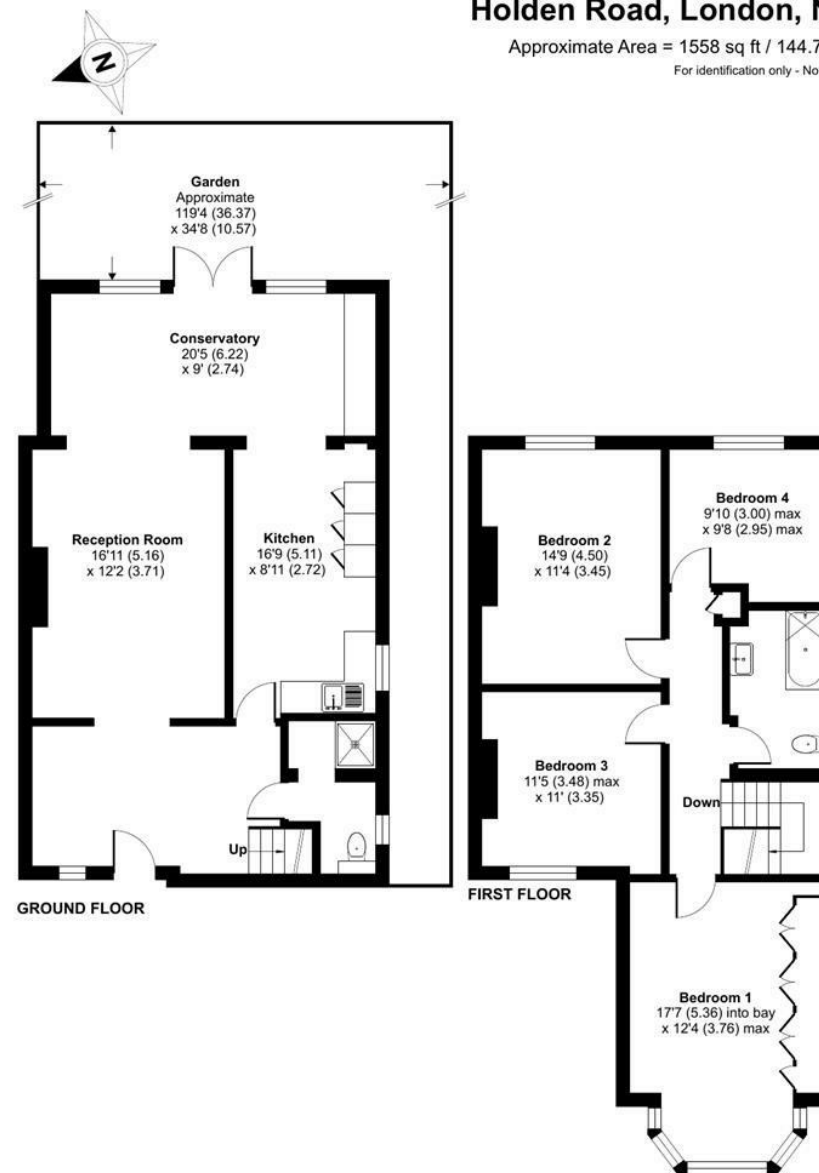 Holden Road, London,
Approximate Area = 1558 sq ft / 144.7
For identification only - No
N
Garden
Approximate
119'4 (36.37)
x 34'8 (10.57)
Conservatory
20'5 (6.22)
x 9' (2.74)
Reception Room
16'11 (5.16)
x 12'2 (3.71)
Kitchen
16'9 (5.11)
x 8'11 (2.72)
Up
GROUND FLOOR
Bedroom 2
14'9 (4.50)
x 11'4 (3.45)
Bedroom 4
9'10 (3.00) max
x 9'8 (2.95) max
Bedroom 3
11'5 (3.48) max
x 11' (3.35)
Down
FIRST FLOOR
Bedroom 1
17'7 (5.36) into bay
x 12'4 (3.76) max